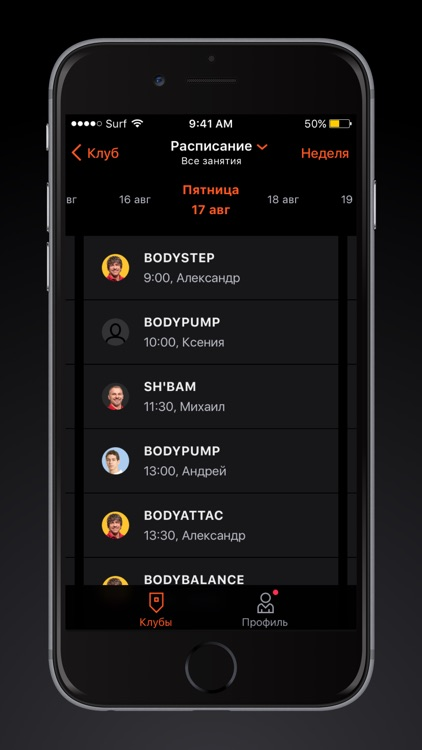 Surf
9:41 AM
50%
Клуб
Расписание
Неделя
Все занятия
вг
16 авг
Пятница
17 авг
18 авг
19
BODYSTEP
9:00, Александр
BODYPUMP
10:00, Ксения
SH'BAM
11:30, Михаил
BODYPUMP
13:00, Андрей
BODYATTAC
13:30, Александр
BODYBALANCE
Клубы
Профиль